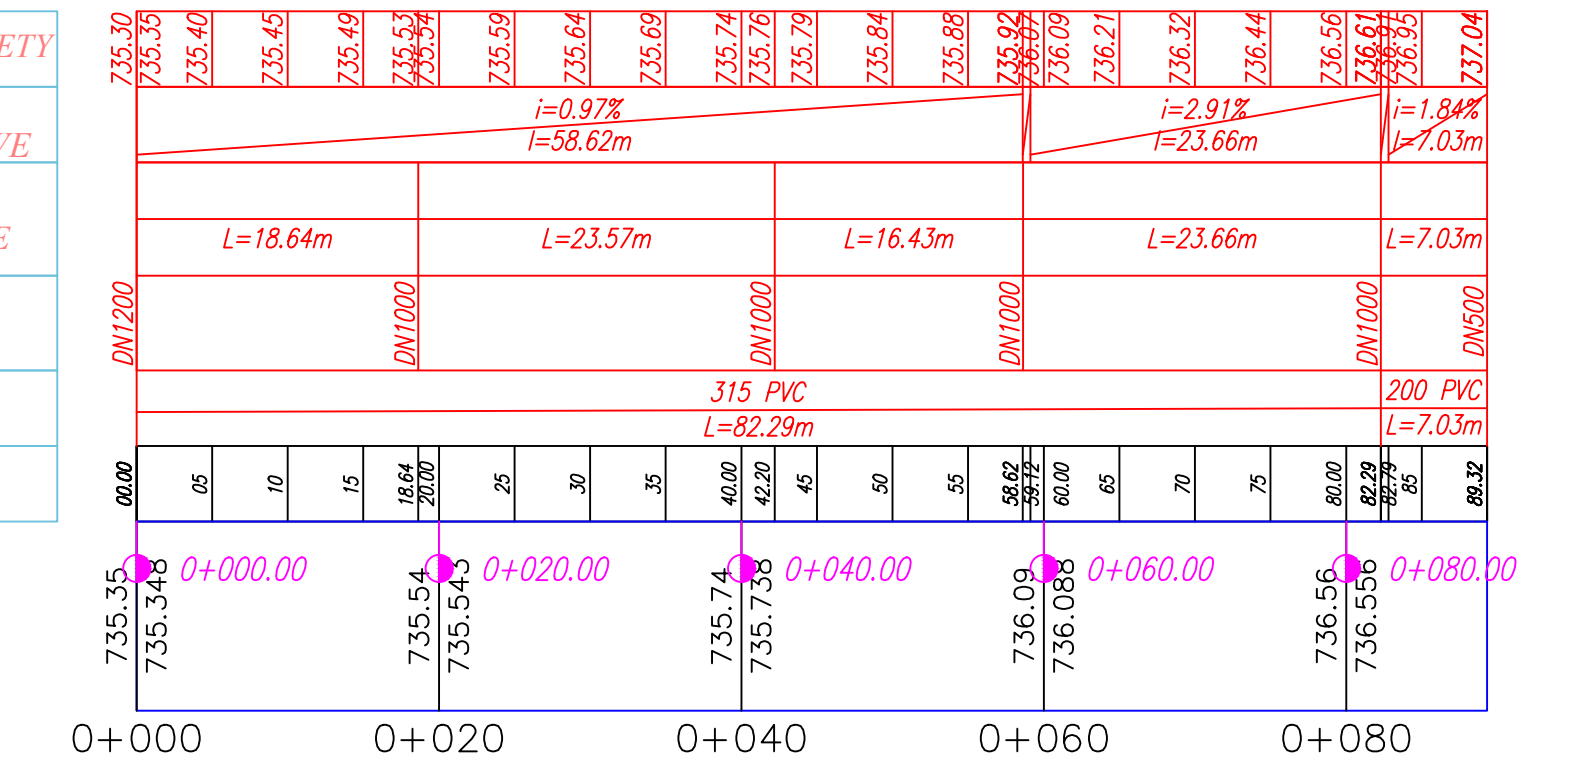 ETY
735.30 735.35 735.40 735.45 735.49 735.53 735.54 735.59 735.64 735.69 735.74 735.76 735.79 735.84 735.88 735.92 736.07 736.09 736.21 736.32 736.44 736.56 736.61 736.91 736.95 737.04
VE
i=0.97% i=2.91% i=1.84%
l=58.62m l=23.66m l=7.03m
E
L=18.64m L=23.57m L=16.43m L=23.66m L=7.03m
DN1200 DN1000 DN1000 DN1000 DN1000 DN500
315 PVC 200 PVC
L=82.29m L=7.03m
00.00 05 10 15 18.64 20.00 25 30 35 40.00 42.20 45 50 55 58.62 59.12 60.00 65 70 75 80.00 82.29 82.79 85 89.32
0+000.00 0+020.00 0+040.00 0+060.00 0+080.00
735.35 735.348 735.54 735.543 735.74 735.738 736.09 736.088 736.56 736.556
0+000 0+020 0+040 0+060 0+080